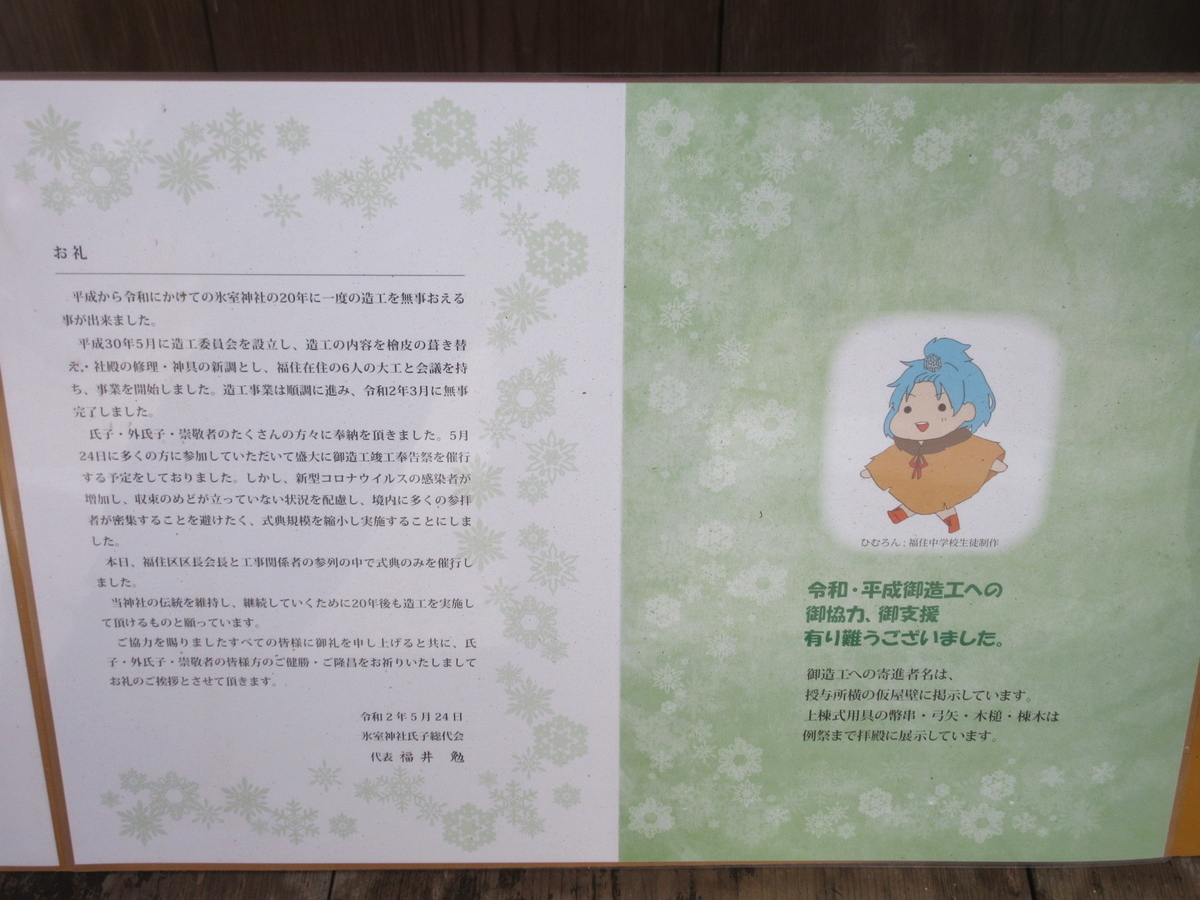 お礼
平成から令和にかけての氷室神社の20年に一度の造工を無事おえる
事が出来ました。
平成30年5月に造工委員会を設立し、造工の内容を檜皮の葺き替
え、・社殿の修理・神具の新調とし、福住在住の6人の大工と会議を持
ち、事業を開始しました。造工事業は順調に進み、令和2年3月に無事
完了しました。
氏子・外氏子・崇敬者のたくさんの方々に奉納を頂きました。5月
24日に多くの方に参加していただいて盛大に御造工竣工奉告祭を催行
する予定をしておりました。しかし、新型コロナウイルスの感染者が
増加し、収束のめどが立っていない状況を配慮し、境内に多くの参拝
者が密集することを避けたく、式典規模を縮小し実施することにしま
した。
本日、福住区区長会長と工事関係者の参列の中で式典のみを催行し
ました。
当神社の伝統を維持し、継続していくために20年後も造工を実施し
て頂けるものと願っています。
ご協力を賜りましたすべての皆様に御礼を申し上げると共に、氏
子・外氏子・崇敬者の皆様方のご健勝・ご隆昌をお祈りいたしまして
お礼のご挨拶とさせて頂きます。
令和2年5月24日
氷室神社氏子総代会
代表 福井 勉
ひむろん：福住中学校生徒制作
令和・平成御造工への
御協力、御支援
有り難うございました。
御造工への寄進者名は、
授与所横の仮屋壁に掲示しています。
上棟式用具の幣串・弓矢・木槌・棟木は
例祭まで拝殿に展示しています。